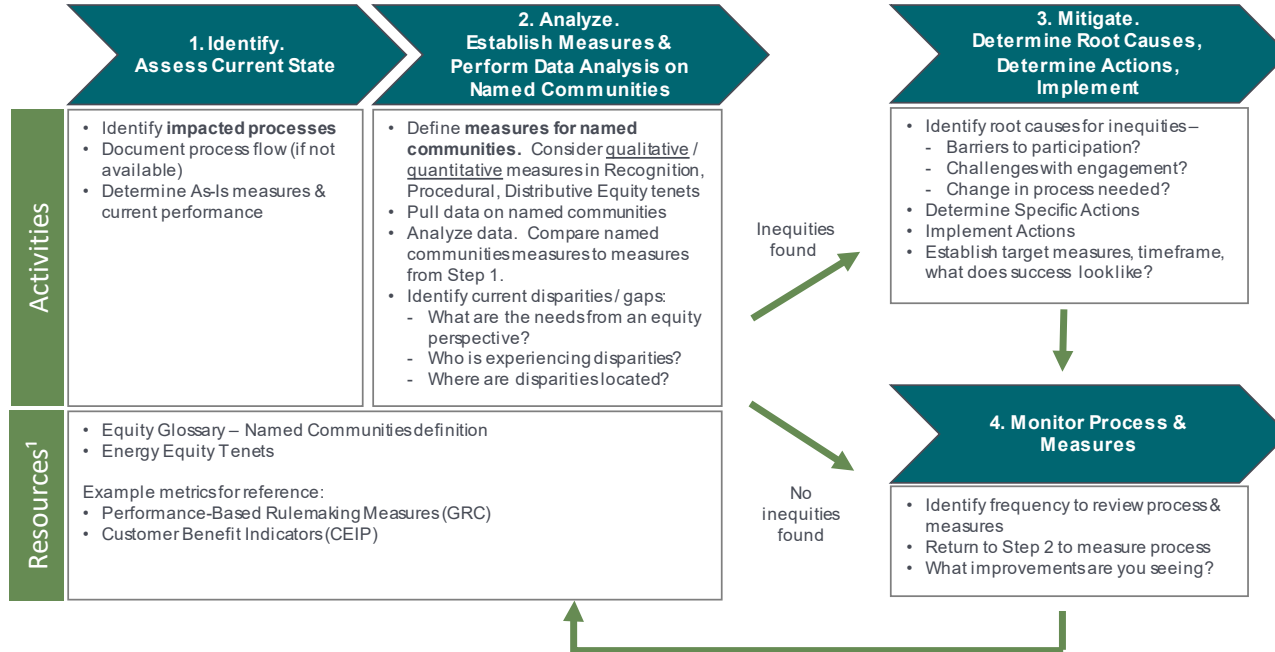 1. Identify.
Assess Current State
2. Analyze.
Establish Measures &
Perform Data Analysis on
Named Communities
3. Mitigate.
Determine Root Causes,
Determine Actions,
Implement
Activities
• Identify impacted processes
• Document process flow (if not
available)
• Determine As-Is measures &
current performance
• Define measures for named
communities. Consider qualitative /
quantitative measures in Recognition,
Procedural, Distributive Equity tenets
• Pull data on named communities
• Analyze data. Compare named
communities measures to measures
from Step 1.
• Identify current disparities / gaps:
- What are the needs from an equity
perspective?
- Who is experiencing disparities?
- Where are disparities located?
Inequities
found
• Identify root causes for inequities –
- Barriers to participation?
- Challenges with engagement?
- Change in process needed?
• Determine Specific Actions
• Implement Actions
• Establish target measures, timeframe,
what does success look like?
Resources¹
• Equity Glossary – Named Communities definition
• Energy Equity Tenets
Example metrics for reference:
• Performance-Based Rulemaking Measures (GRC)
• Customer Benefit Indicators (CEIP)
No
inequities
found
4. Monitor Process &
Measures
• Identify frequency to review process &
measures
• Return to Step 2 to measure process
• What improvements are you seeing?